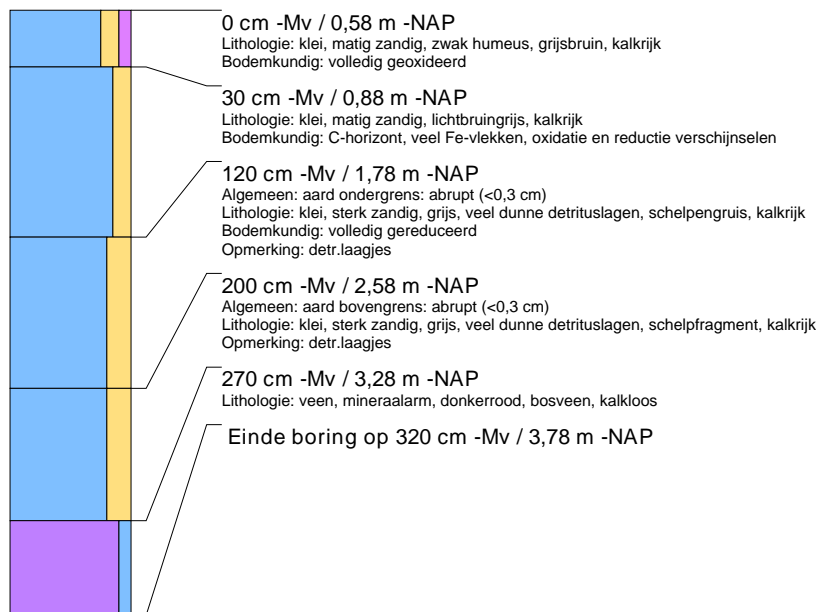 0 cm -Mv / 0,58 m -NAP
Lithologie: klei, matig zandig, zwak humeus, grijsbruin, kalkrijk
Bodemkundig: volledig geoxideerd
30 cm -Mv / 0,88 m -NAP
Lithologie: klei, matig zandig, lichtbruingrijs, kalkrijk
Bodemkundig: C-horizont, veel Fe-vlekken, oxidatie en reductie verschijnselen
120 cm -Mv / 1,78 m -NAP
Algemeen: aard ondergrens: abrupt (<0,3 cm)
Lithologie: klei, sterk zandig, grijs, veel dunne detrituslagen, schelpengruis, kalkrijk
Bodemkundig: volledig gereduceerd
Opmerking: detr.laagjes
200 cm -Mv / 2,58 m -NAP
Algemeen: aard bovengrens: abrupt (<0,3 cm)
Lithologie: klei, sterk zandig, grijs, veel dunne detrituslagen, schelpfragment, kalkrijk
Opmerking: detr.laagjes
270 cm -Mv / 3,28 m -NAP
Lithologie: veen, mineraalarm, donkerrood, bosveen, kalkloos
Einde boring op 320 cm -Mv / 3,78 m -NAP